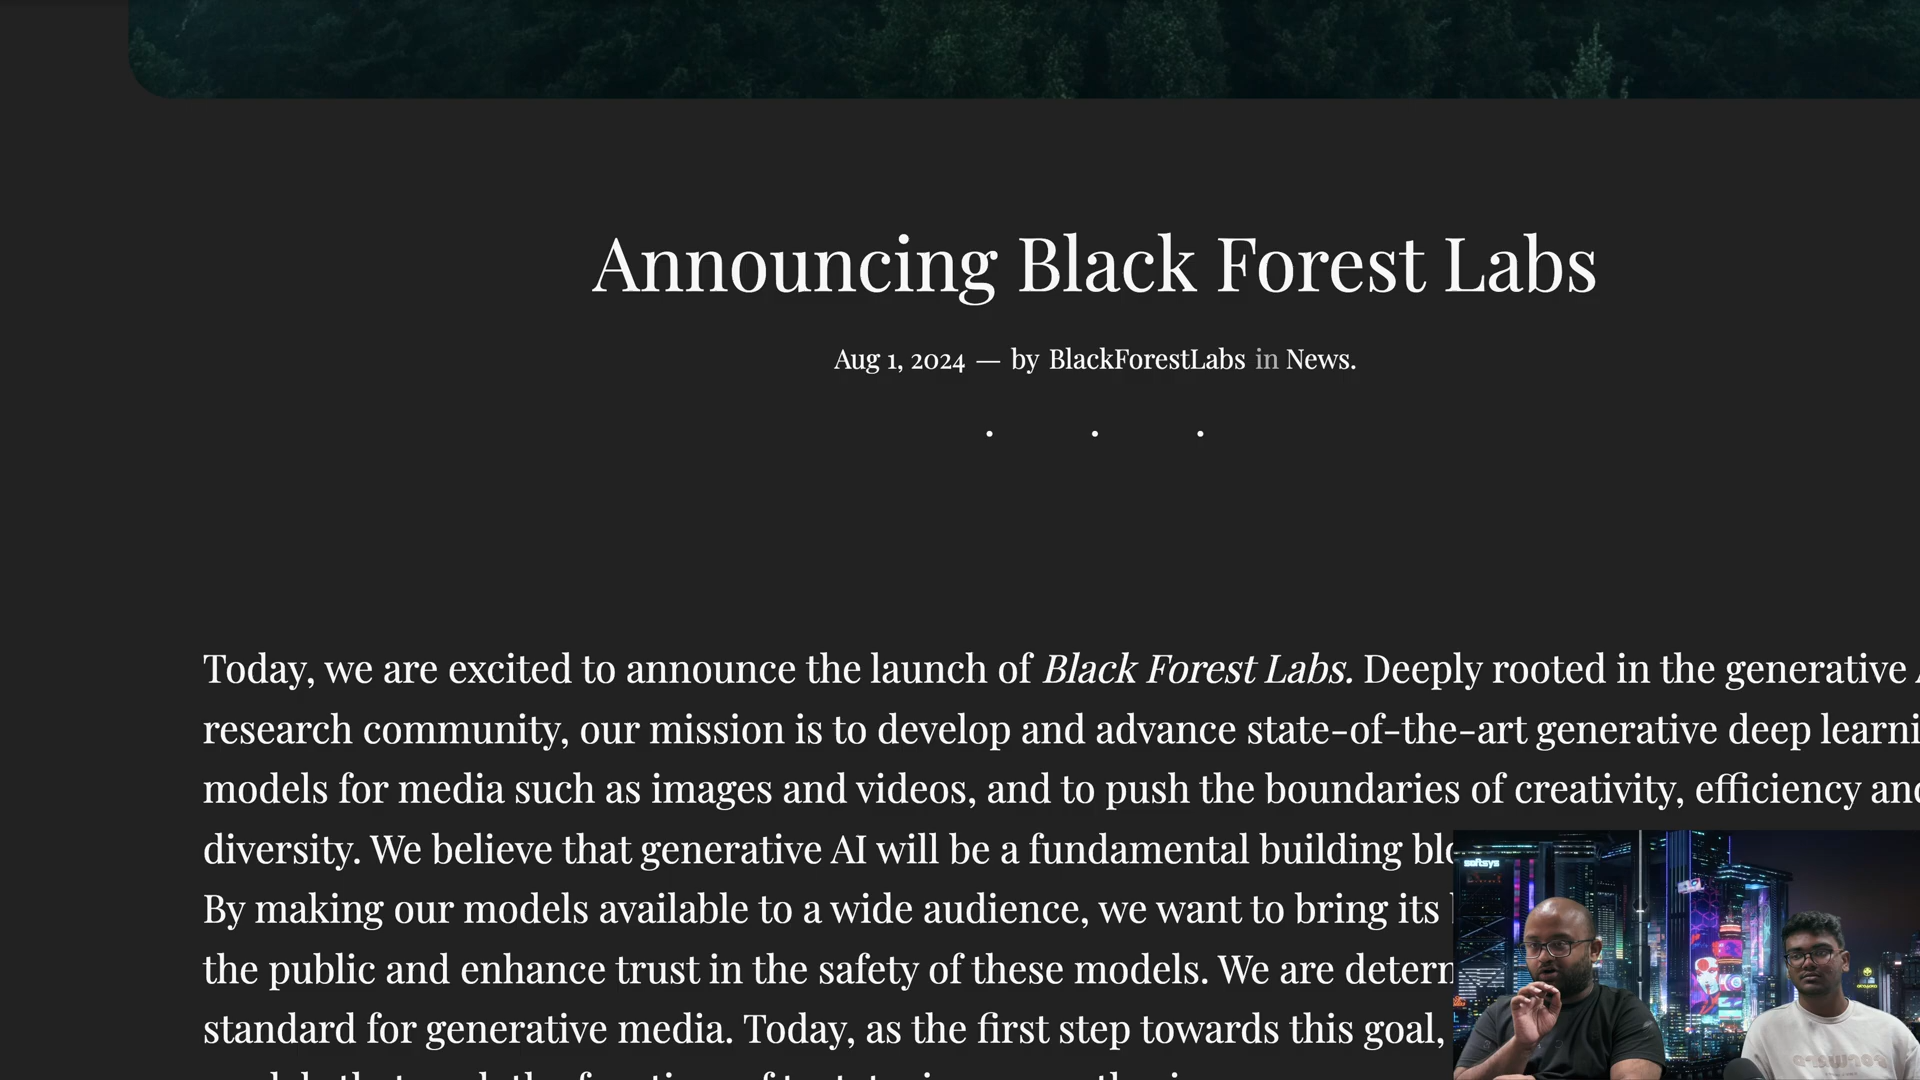 Announcing Black Forest Labs
Aug 1, 2024 — by BlackForestLabs in News.
Today, we are excited to announce the launch of Black Forest Labs. Deeply rooted in the generative
research community, our mission is to develop and advance state-of-the-art generative deep learni
models for media such as images and videos, and to push the boundaries of creativity, efficiency and
diversity. We believe that generative AI will be a fundamental building blo
By making our models available to a wide audience, we want to bring its
the public and enhance trust in the safety of these models. We are determ
standard for generative media. Today, as the first step towards this goal,
softsys